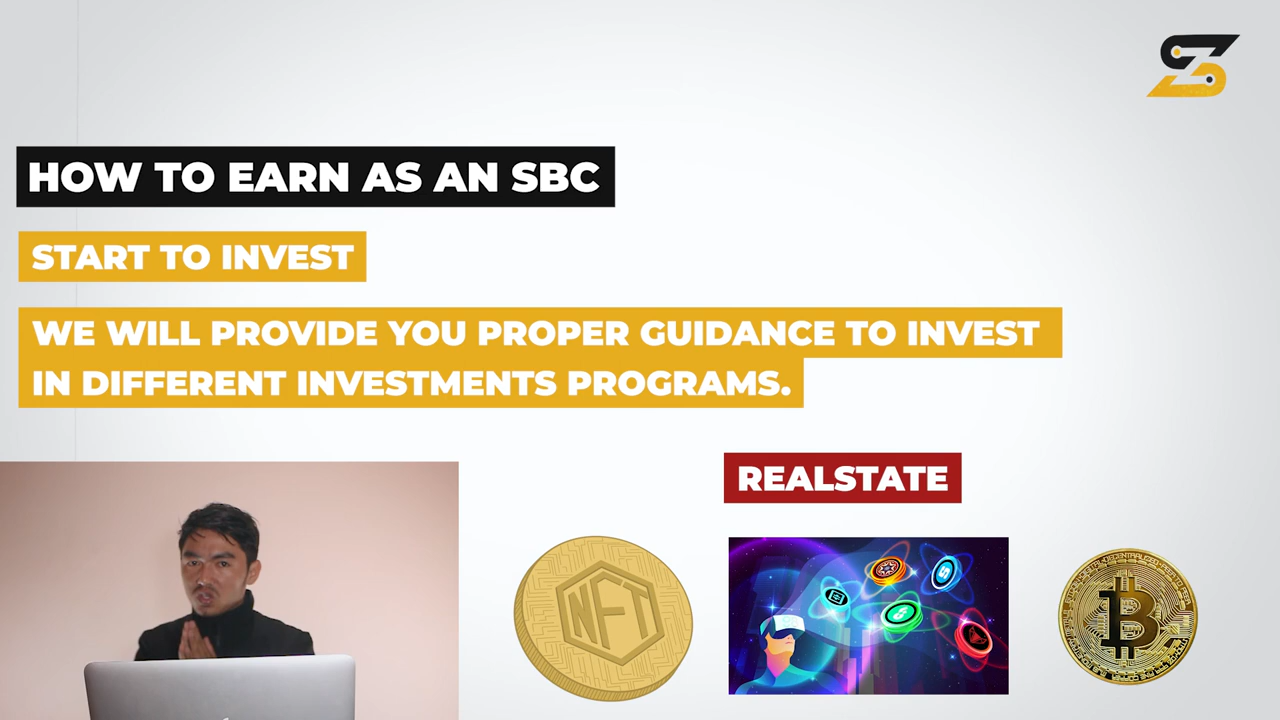 HOW TO EARN AS AN SBC
START TO INVEST
WE WILL PROVIDE YOU PROPER GUIDANCE TO INVEST
IN DIFFERENT INVESTMENTS PROGRAMS.
REALSTATE
NFT